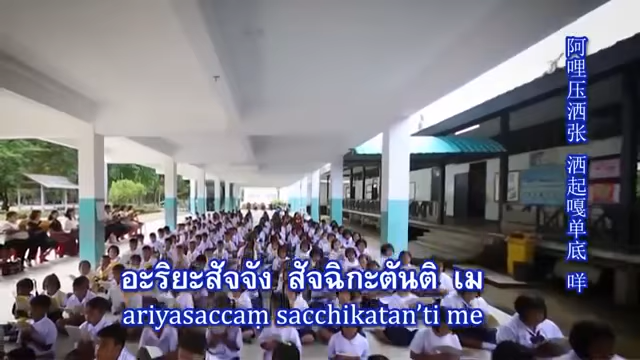 阿哩压洒张 洒起嘎单底 咩
อะริยะสัจจัง สัจฉิกะตันติ เม
ariyasaccaṃ sacchikatan’ti me